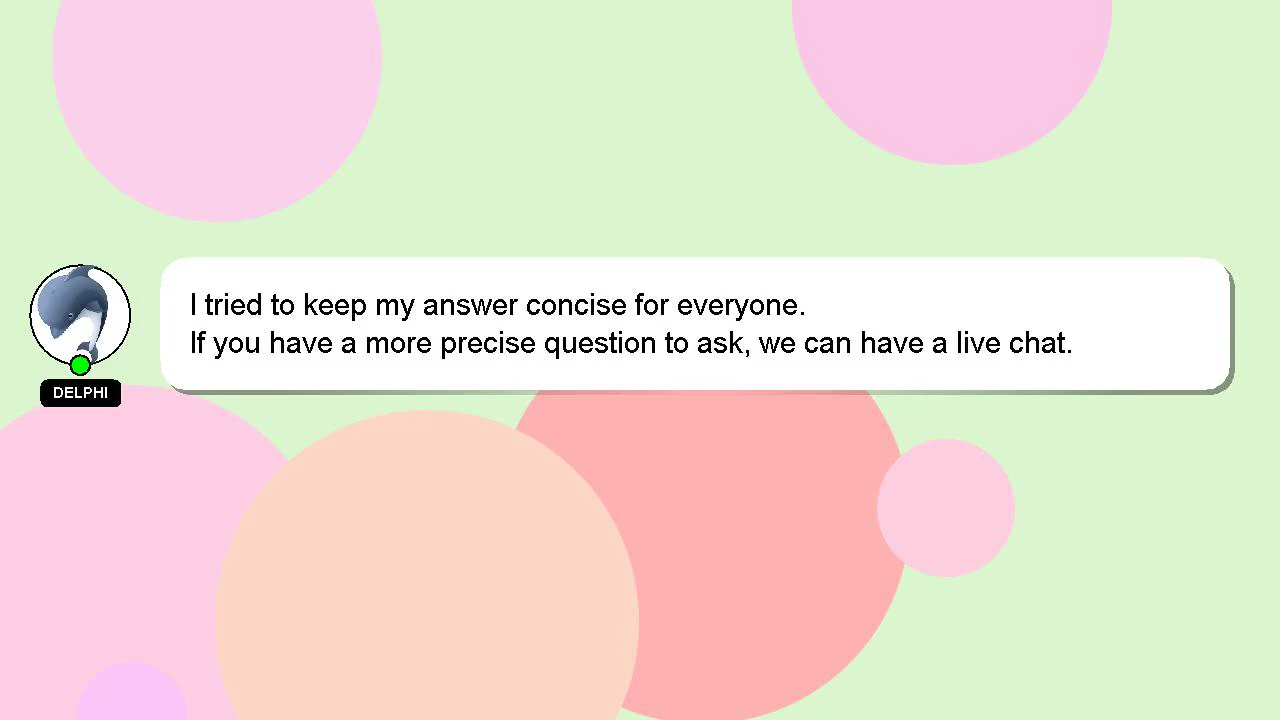 I tried to keep my answer concise for everyone.
If you have a more precise question to ask, we can have a live chat.
DELPHI